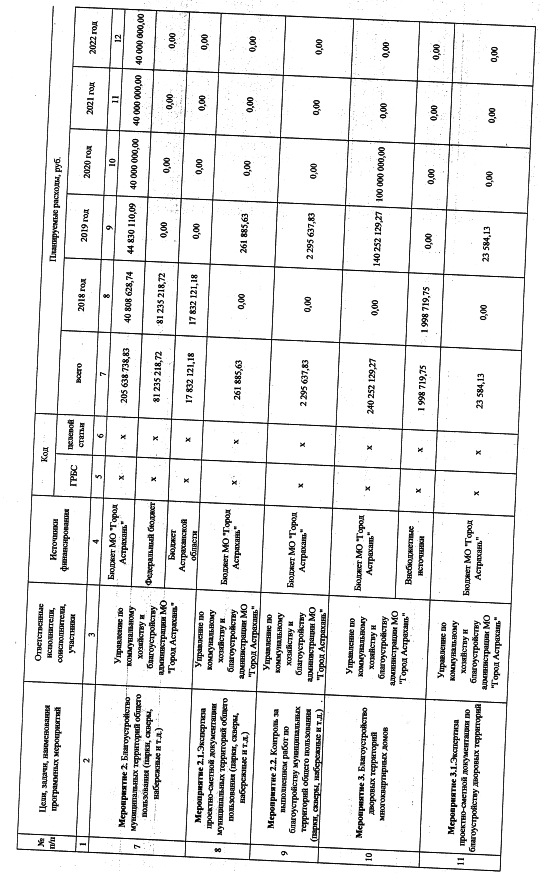 № п/п
Цели, задачи, наименования программных мероприятий
Ответственные исполнители, соисполнители, участники
Источники финансирования
Код
ГРБС
целевой статьи
Планируемые расходы, руб.
всего
2018 год
2019 год
2020 год
2021 год
2022 год
1 2 3 4 5 6 7 8 9 10 11 12
7
Мероприятие 2. Благоустройство
муниципальных территорий общего
пользования (парки, скверы,
набережные и т.д.)
Управление по
коммунальному
хозяйству и
благоустройству
администрации МО
"Город Астрахань"
Бюджет МО "Город
Астрахань"
х х 205 638 738,83 40 808 628,74 44 830 110,09 40 000 000,00 40 000 000,00 40 000 000,00
Федеральный бюджет
х х 81 235 218,72 81 235 218,72 0,00 0,00 0,00 0,00
Бюджет
Астраханской
области
х х 17 832 121,18 17 832 121,18 0,00 0,00 0,00 0,00
8
Мероприятие 2.1.Экспертиза
проектно-сметной документации
муниципальных территорий общего
пользования (парки, скверы,
набережные и т.д.)
Управление по
коммунальному
хозяйству и
благоустройству
администрации МО
"Город Астрахань"
Бюджет МО "Город
Астрахань"
х х 261 885,63 0,00 261 885,63 0,00 0,00 0,00
9
Мероприятие 2.2. Контроль за
выполнением работ по
благоустройству муниципальных
территорий общего пользования
(парки, скверы, набережные и т.д.)
Управление по
коммунальному
хозяйству и
благоустройству
администрации МО
"Город Астрахань"
Бюджет МО "Город
Астрахань"
х х 2 295 637,83 0,00 2 295 637,83 0,00 0,00 0,00
10
Мероприятие 3. Благоустройство
дворовых территорий
многоквартирных домов
Управление по
коммунальному
хозяйству и
благоустройству
администрации МО
"Город Астрахань"
Бюджет МО "Город
Астрахань"
х х 240 252 129,27 0,00 140 252 129,27 100 000 000,00 0,00 0,00
Внебюджетные
источники
х х 1 998 719,75 1 998 719,75 0,00 0,00 0,00 0,00
11
Мероприятие 3.1.Экспертиза
проектно-сметной документации по
благоустройству дворовых территорий
Управление по
коммунальному
хозяйству и
благоустройству
администрации МО
"Город Астрахань"
Бюджет МО "Город
Астрахань"
х х 23 584,13 0,00 23 584,13 0,00 0,00 0,00